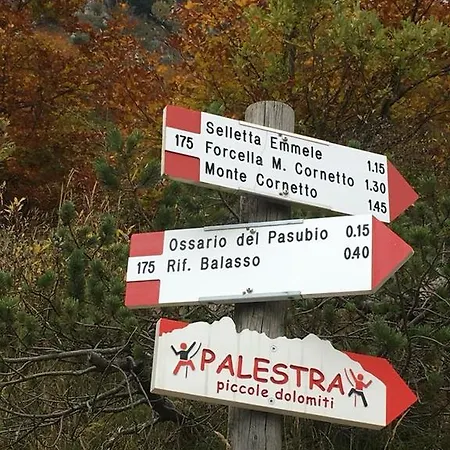 175 Selletta Emmele 1.15
Forcella M. Cornetto 1.30
Monte Cornetto 1.45
175 Ossario del Pasubio 0.15
Rif. Balasso 0.40
PALESTRA
piccole dolomiti